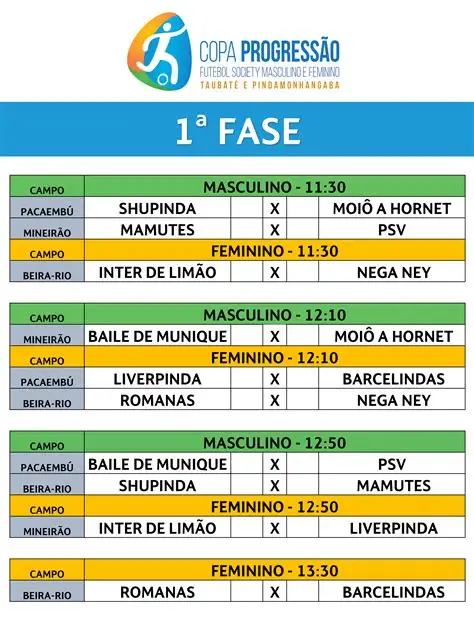 COPA PROGRESSÃO
FUTEBOL SOCIETY MASCULINO E FEMININO
TAUBATÉ E PINDAMONHANGABA
1ª FASE
CAMPO MASCULINO - 11:30
PACAEMBÚ SHUPINDA X MOIÔ A HORNET
MINEIRÃO MAMUTES X PSV
CAMPO FEMININO - 11:30
BEIRA-RIO INTER DE LIMÃO X NEGA NEY
CAMPO MASCULINO - 12:10
MINEIRÃO BAILE DE MUNIQUE X MOIÔ A HORNET
CAMPO FEMININO - 12:10
PACAEMBÚ LIVERPINDA X BARCELINDAS
BEIRA-RIO ROMANAS X NEGA NEY
CAMPO MASCULINO - 12:50
PACAEMBÚ BAILE DE MUNIQUE X PSV
BEIRA-RIO SHUPINDA X MAMUTES
CAMPO FEMININO - 12:50
MINEIRÃO INTER DE LIMÃO X LIVERPINDA
CAMPO FEMININO - 13:30
BEIRA-RIO ROMANAS X BARCELINDAS